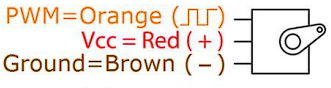 PWM=Orange (⎍⎍)
Vcc = Red (+)
Ground=Brown (−)